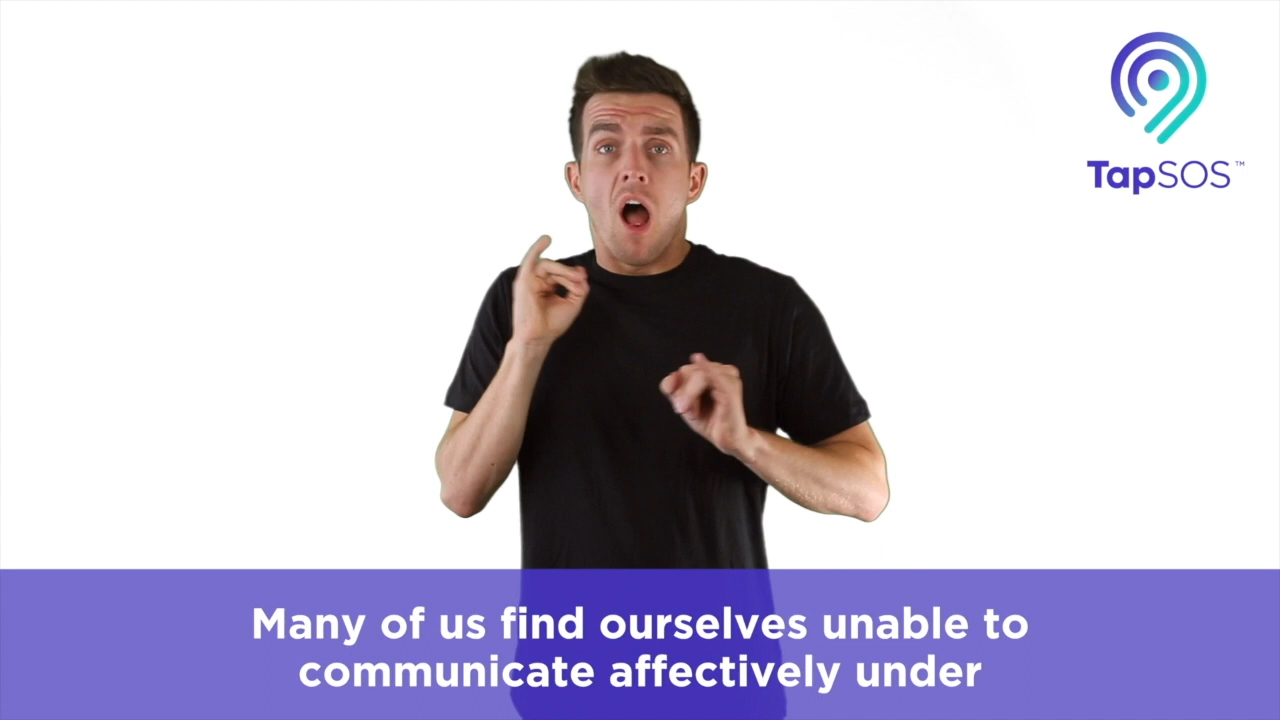 TapSOS™
Many of us find ourselves unable to
communicate affectively under